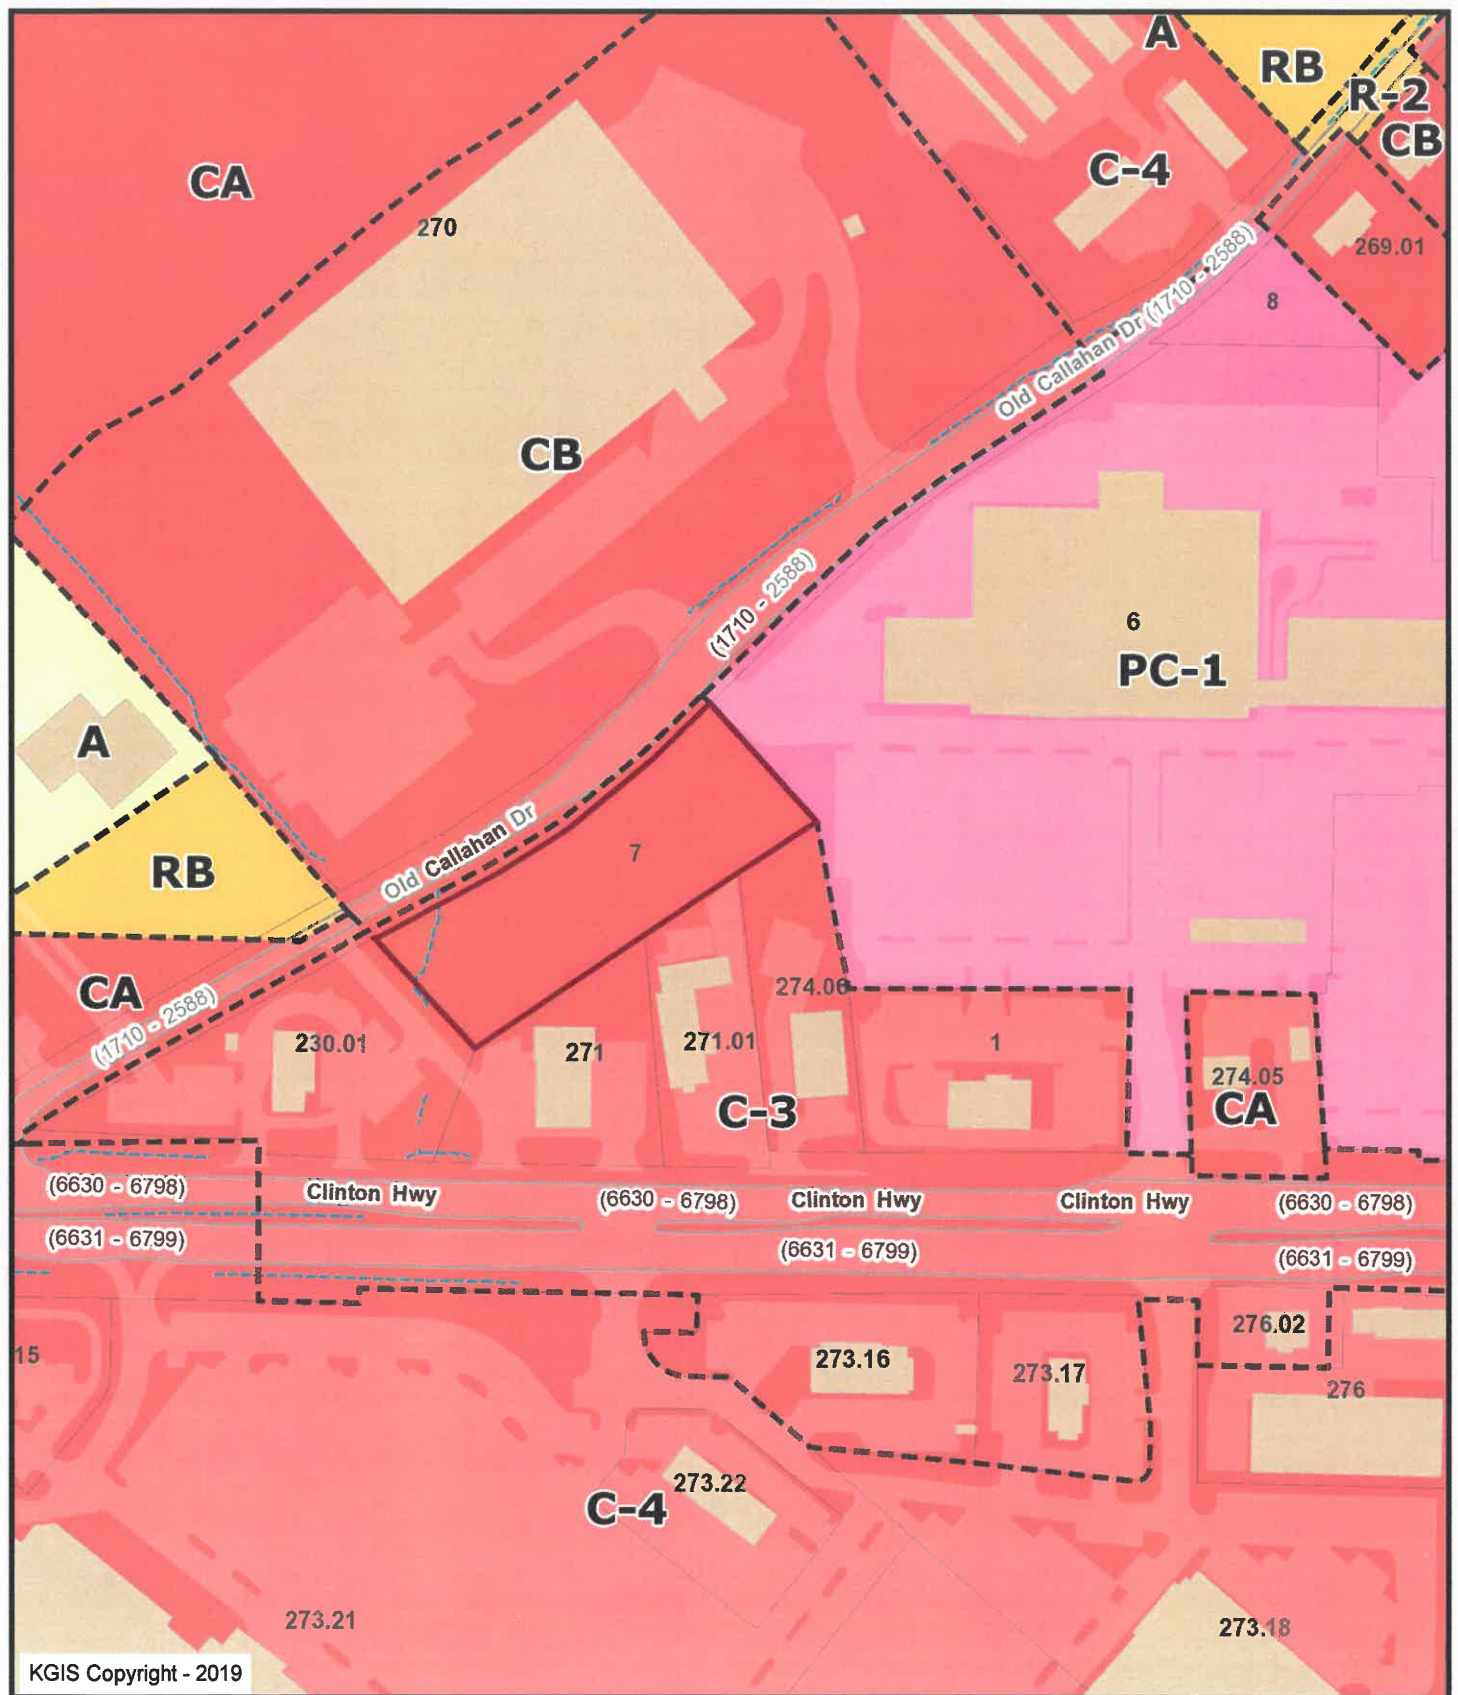 A
RB
R-2
CB
C-4
CA
270
269.01
Old Callahan Dr (1710 - 2588)
8
CB
(1710 - 2588)
6
PC-1
A
Old Callahan Dr
7
RB
CA
(1710 - 2588)
274.06
230.01
271
271.01
1
274.05
C-3
CA
(6630 - 6798)
Clinton Hwy
(6630 - 6798)
Clinton Hwy
Clinton Hwy
(6630 - 6798)
(6631 - 6799)
(6631 - 6799)
(6631 - 6799)
276.02
15
273.16
273.17
276
273.22
C-4
273.21
273.18
KGIS Copyright - 2019